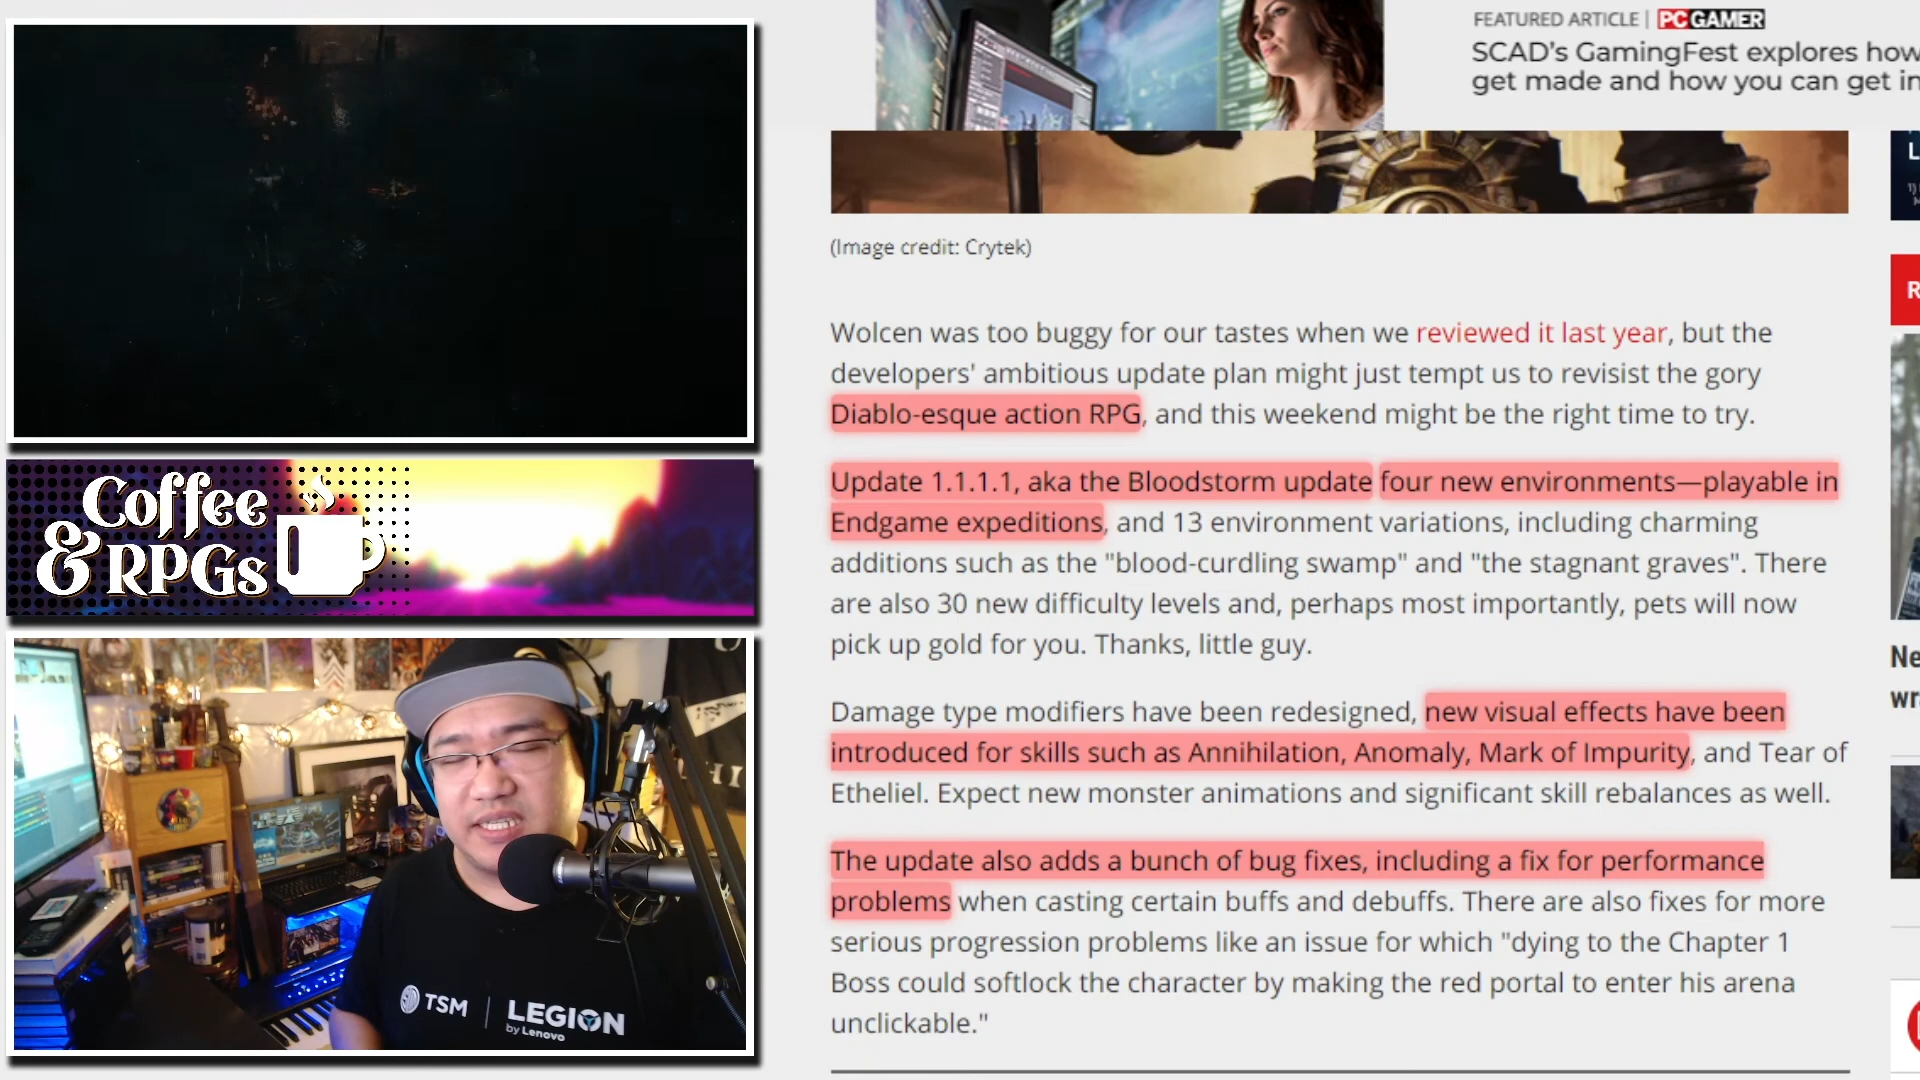 FEATURED ARTICLE | PC GAMER
SCAD's GamingFest explores how
get made and how you can get in
L
(Image credit: Crytek)
Wolcen was too buggy for our tastes when we reviewed it last year, but the
developers' ambitious update plan might just tempt us to revisist the gory
Diablo-esque action RPG, and this weekend might be the right time to try.
Update 1.1.1.1, aka the Bloodstorm update four new environments—playable in
Endgame expeditions, and 13 environment variations, including charming
additions such as the "blood-curdling swamp" and "the stagnant graves". There
are also 30 new difficulty levels and, perhaps most importantly, pets will now
pick up gold for you. Thanks, little guy.
Damage type modifiers have been redesigned, new visual effects have been
introduced for skills such as Annihilation, Anomaly, Mark of Impurity, and Tear of
Etheliel. Expect new monster animations and significant skill rebalances as well.
The update also adds a bunch of bug fixes, including a fix for performance
problems when casting certain buffs and debuffs. There are also fixes for more
serious progression problems like an issue for which "dying to the Chapter 1
Boss could softlock the character by making the red portal to enter his arena
unclickable."
R
Ne
wr
Coffee
& RPGs
TSM | LEGION
by Lenovo